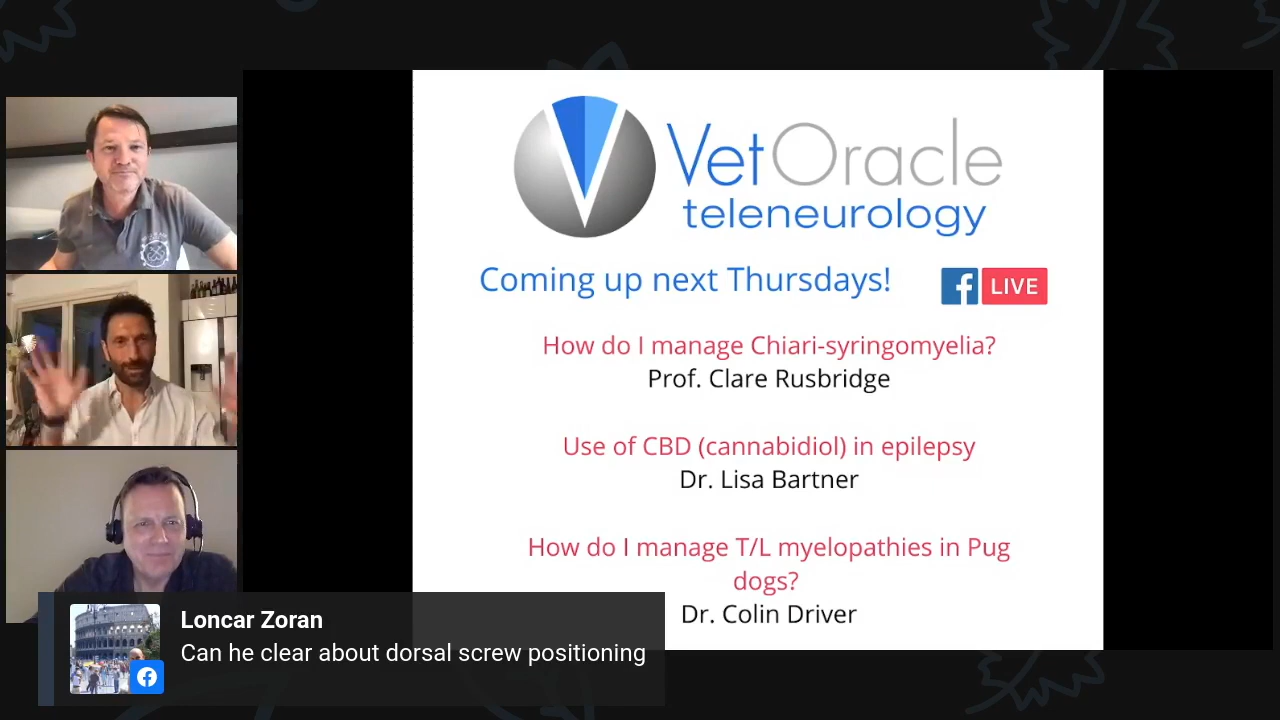 VetOracle
teleneurology
Coming up next Thursdays!
f LIVE
How do I manage Chiari-syringomyelia?
Prof. Clare Rusbridge
Use of CBD (cannabidiol) in epilepsy
Dr. Lisa Bartner
How do I manage T/L myelopathies in Pug
dogs?
Dr. Colin Driver
Loncar Zoran
Can he clear about dorsal screw positioning